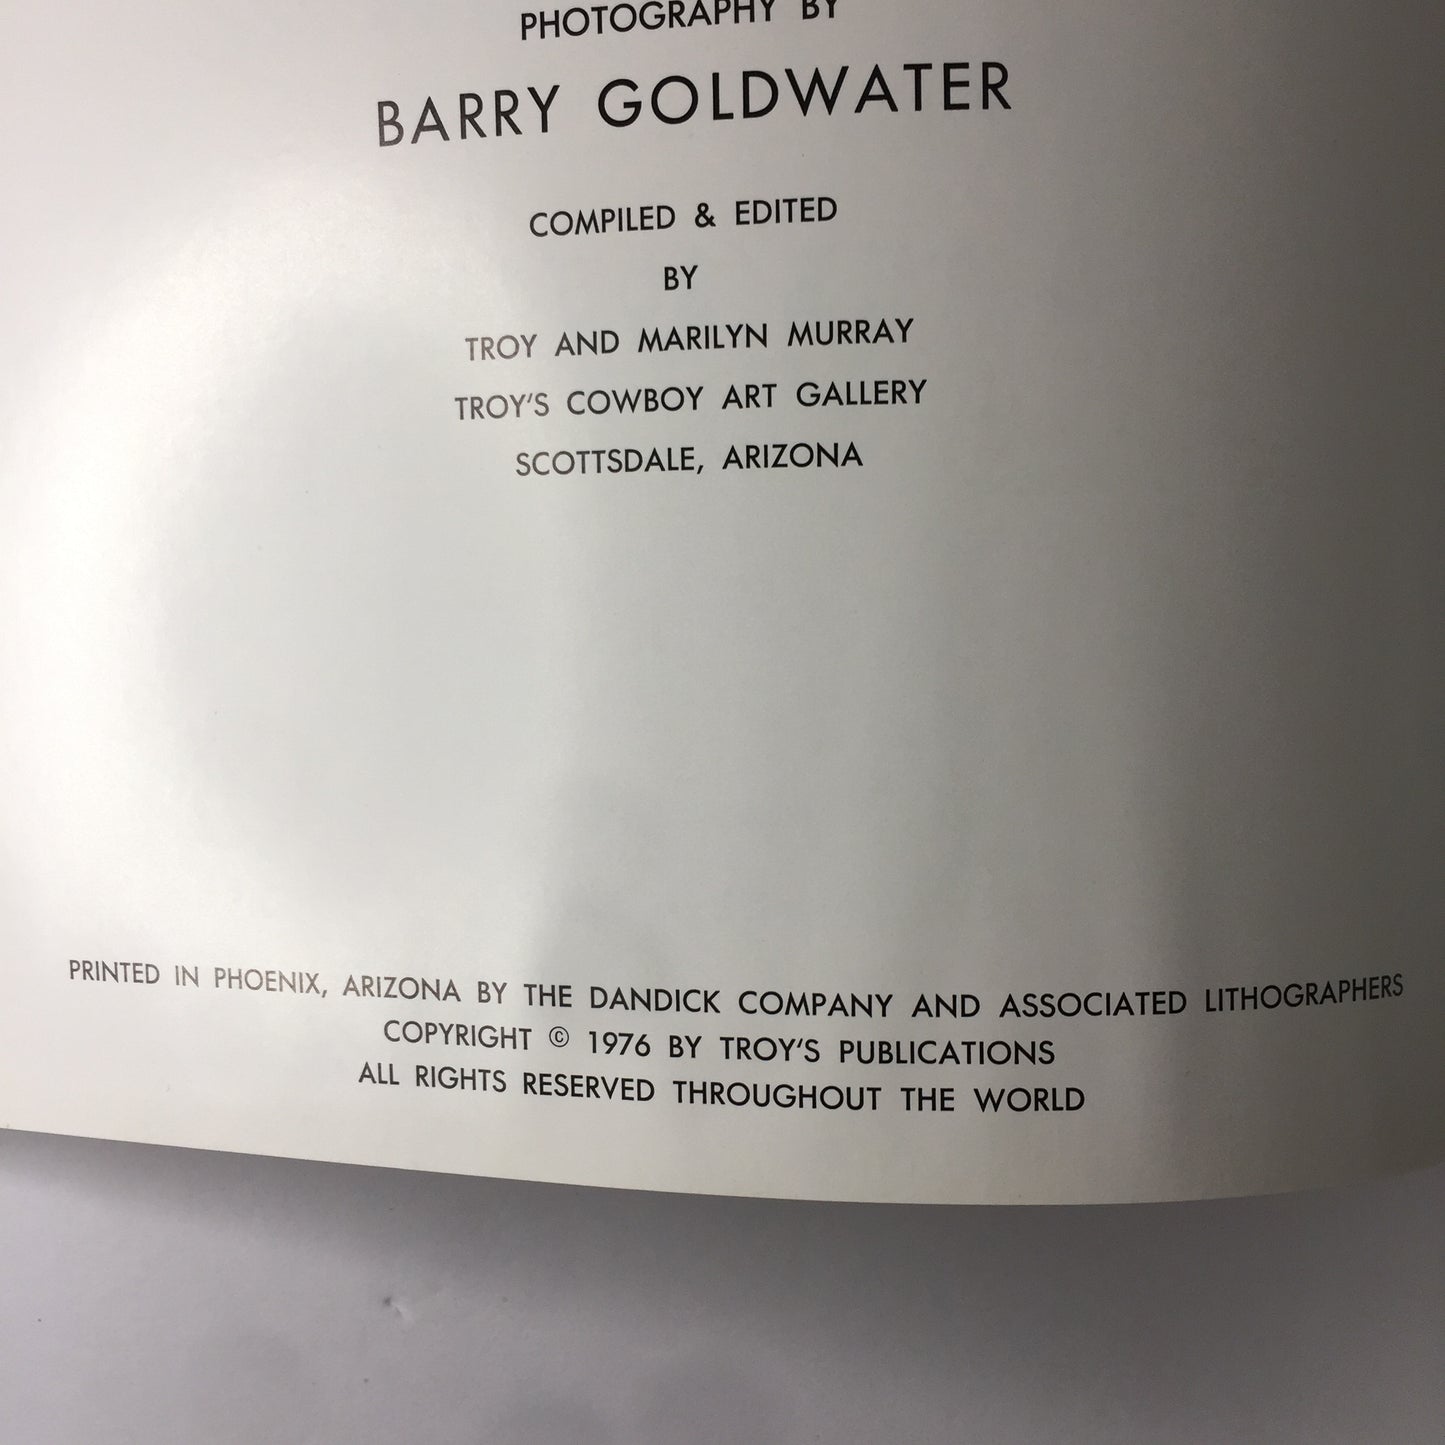 PHOTOGRAPHY BY
BARRY GOLDWATER
COMPILED & EDITED
BY
TROY AND MARILYN MURRAY
TROY'S COWBOY ART GALLERY
SCOTTSDALE, ARIZONA
PRINTED IN PHOENIX, ARIZONA BY THE DANDICK COMPANY AND ASSOCIATED LITHOGRAPHERS
COPYRIGHT © 1976 BY TROY'S PUBLICATIONS
ALL RIGHTS RESERVED THROUGHOUT THE WORLD